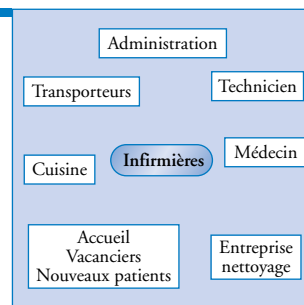 Administration
Transporteurs
Technicien
Cuisine
Infirmières
Médecin
Accueil
Vacanciers
Nouveaux patients
Entreprise
nettoyage